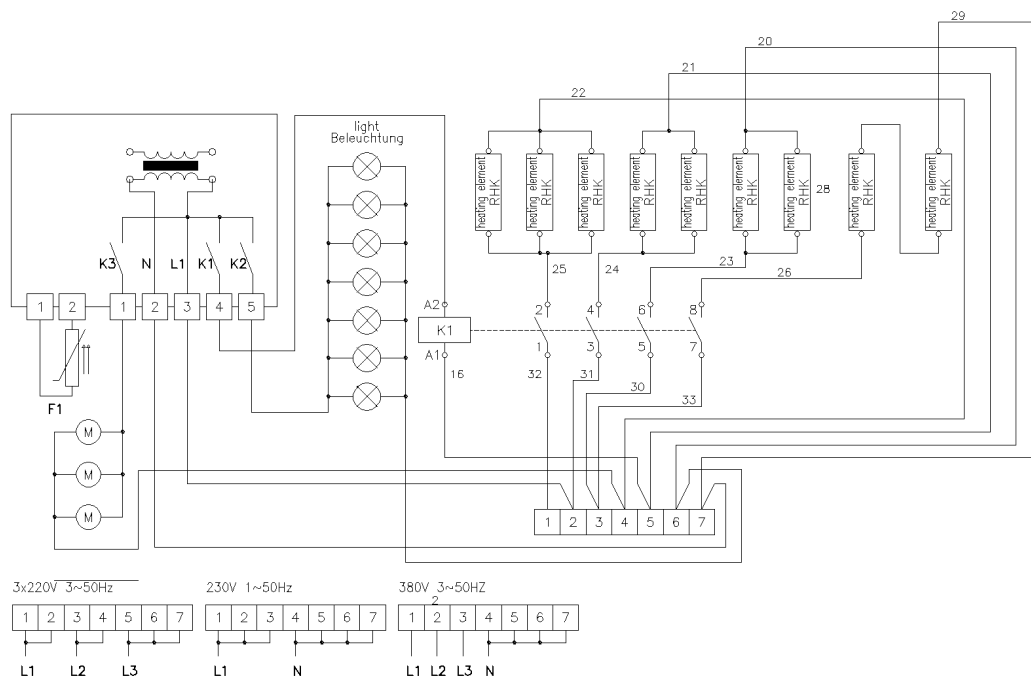 29
20
21
22
light
Beleuchtung
heating element RHK
heating element RHK
heating element RHK
heating element RHK
heating element RHK
heating element RHK
heating element RHK
28
heating element RHK
heating element RHK
K3 N L1 K1 K2
25 24 23 26
1 2 1 2 3 4 5
A2 2 4 6 8
K1
A1 1 3 5 7
16 32 31 30 33
F1
M
M
M
1 2 3 4 5 6 7
3x220V 3~50Hz
1 2 3 4 5 6 7
L1 L2 L3
230V 1~50Hz
1 2 3 4 5 6 7
L1 N
380V 3~50HZ
2
1 2 3 4 5 6 7
L1 L2 L3 N